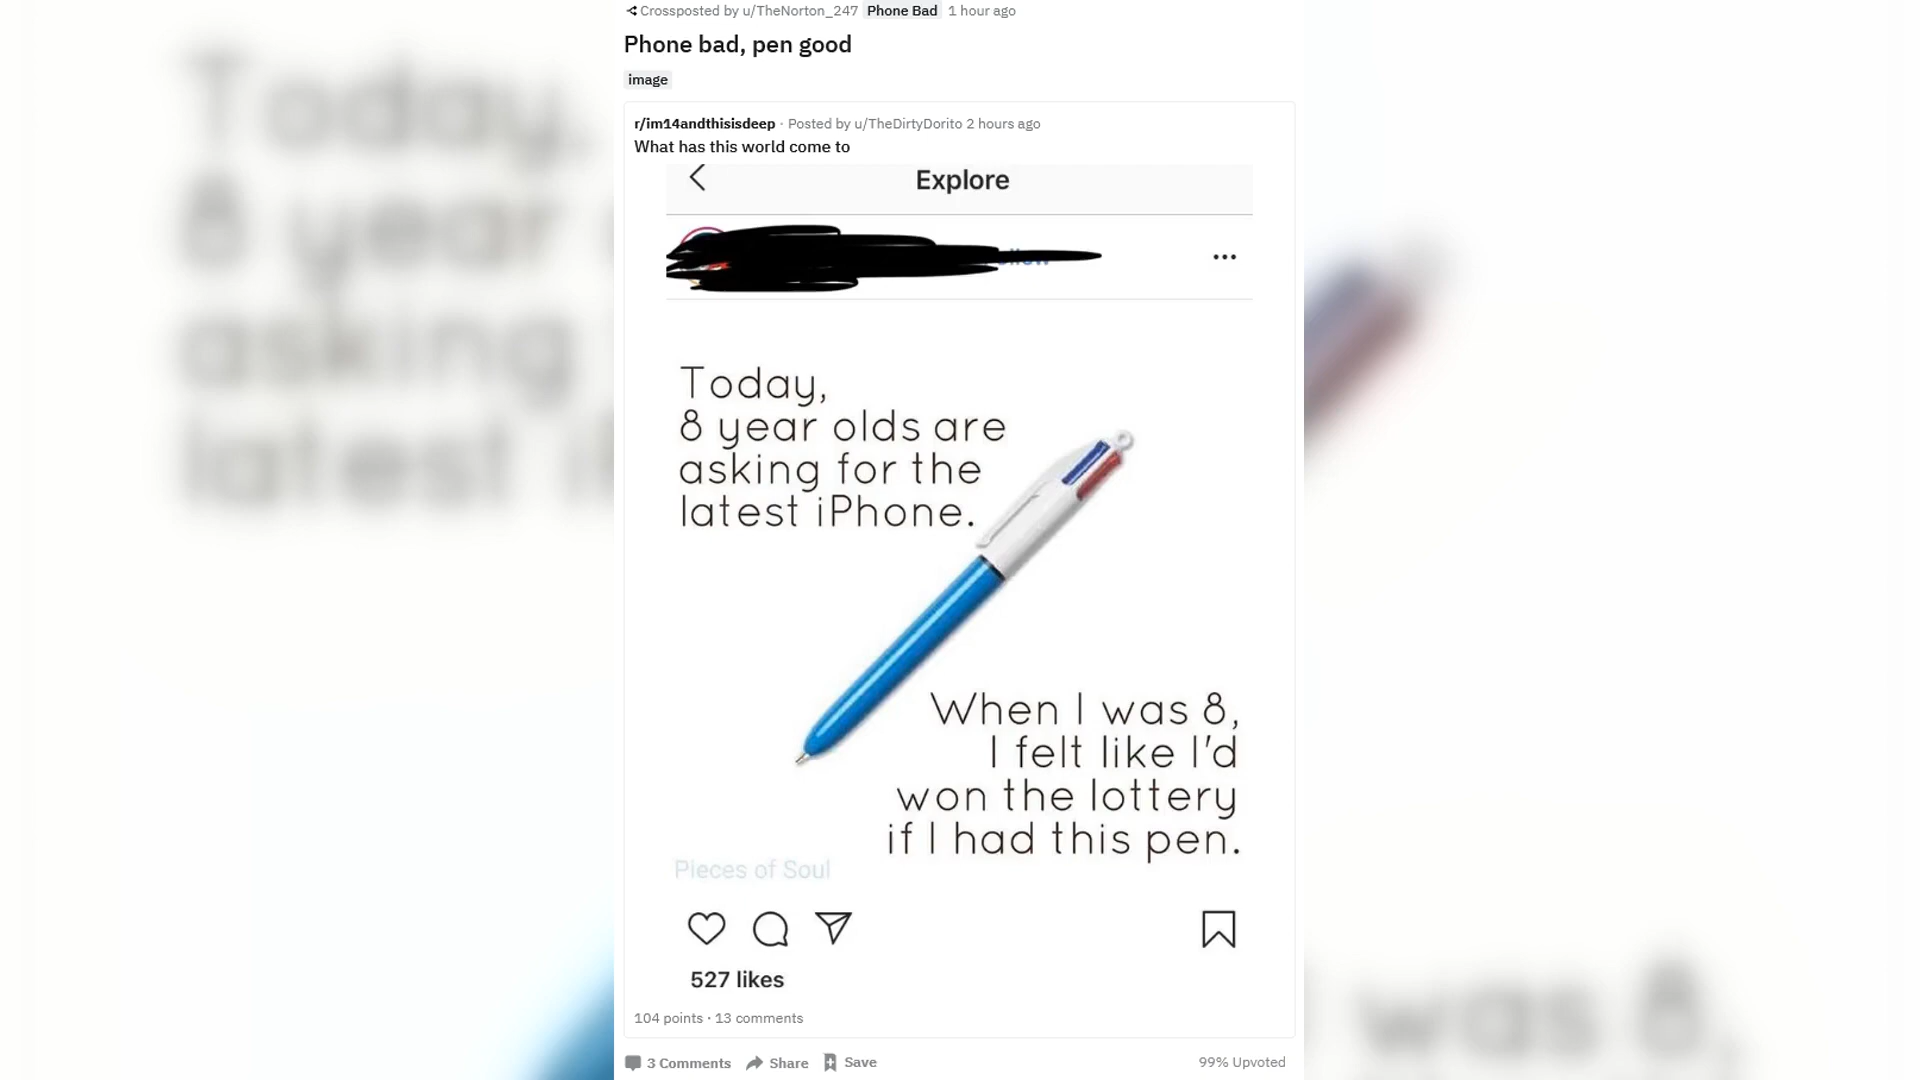 Crossposted by u/TheNorton_247 Phone Bad 1 hour ago
Phone bad, pen good
image
r/im14andthisisdeep · Posted by u/TheDirtyDorito 2 hours ago
What has this world come to
Explore
Today,
8 year olds are
asking for the
latest iPhone.
When I was 8,
I felt like I'd
won the lottery
if I had this pen.
Pieces of Soul
527 likes
104 points · 13 comments
3 Comments Share Save 99% Upvoted